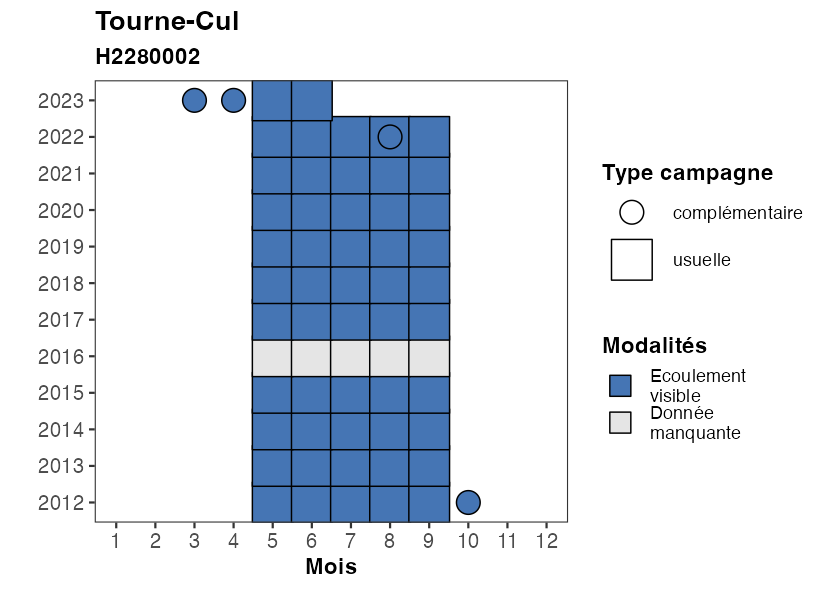 Tourne-Cul
H2280002
2023
2022
2021
2020
2019
2018
2017
2016
2015
2014
2013
2012
1 2 3 4 5 6 7 8 9 10 11 12
Mois
Type campagne
complémentaire
usuelle
Modalités
Ecoulement
visible
Donnée
manquante